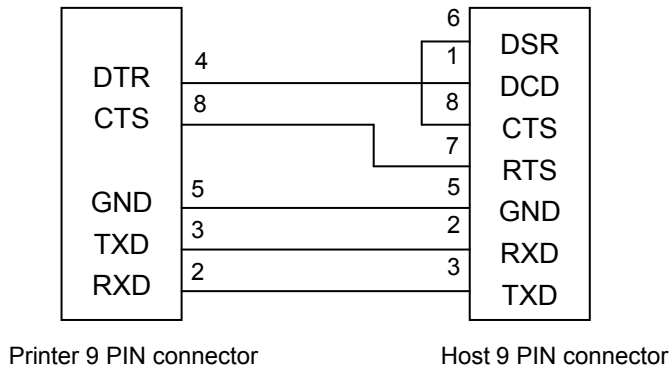 DTR
CTS
GND
TXD
RXD
4
8
5
3
2
6
1
8
7
5
2
3
DSR
DCD
CTS
RTS
GND
RXD
TXD
Printer 9 PIN connector
Host 9 PIN connector